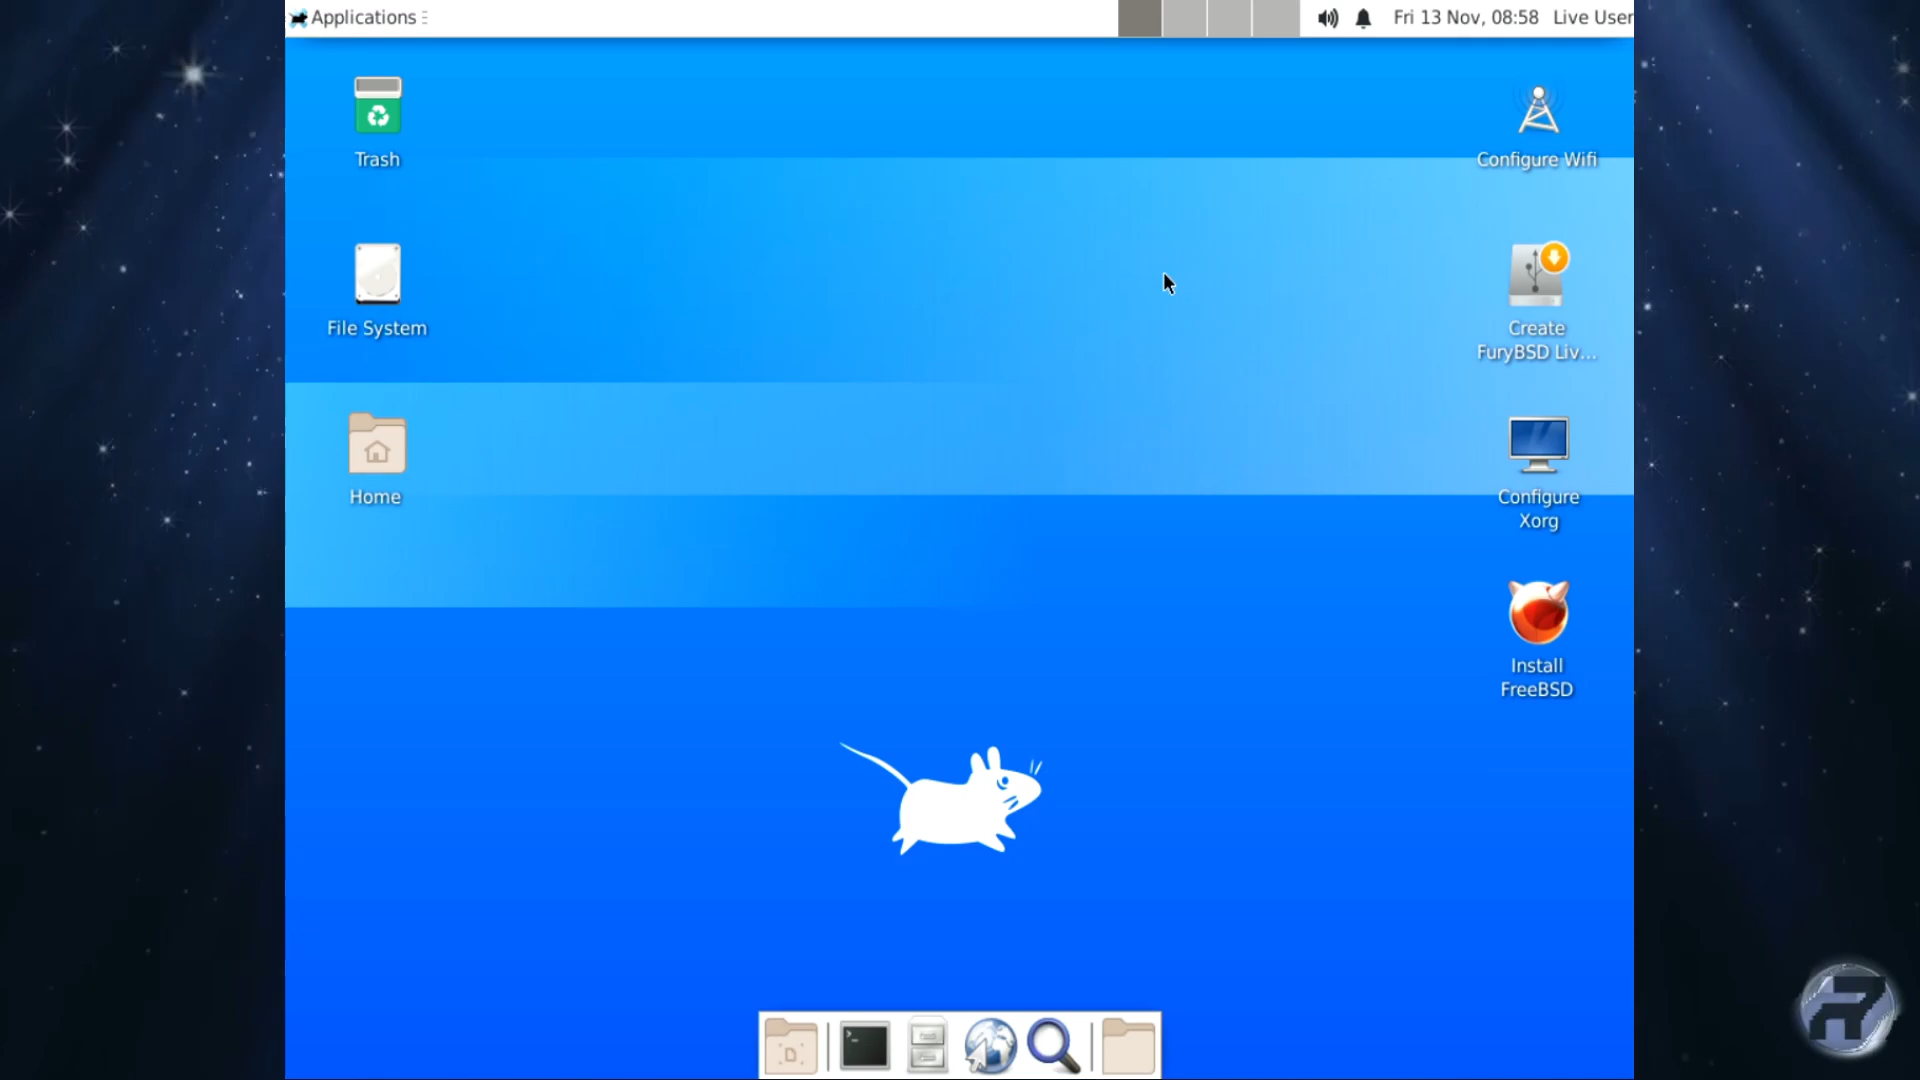 Applications
Fri 13 Nov, 08:58 Live User
Trash
Configure Wifi
File System
Create
FuryBSD Liv...
Home
Configure
Xorg
Install
FreeBSD
D